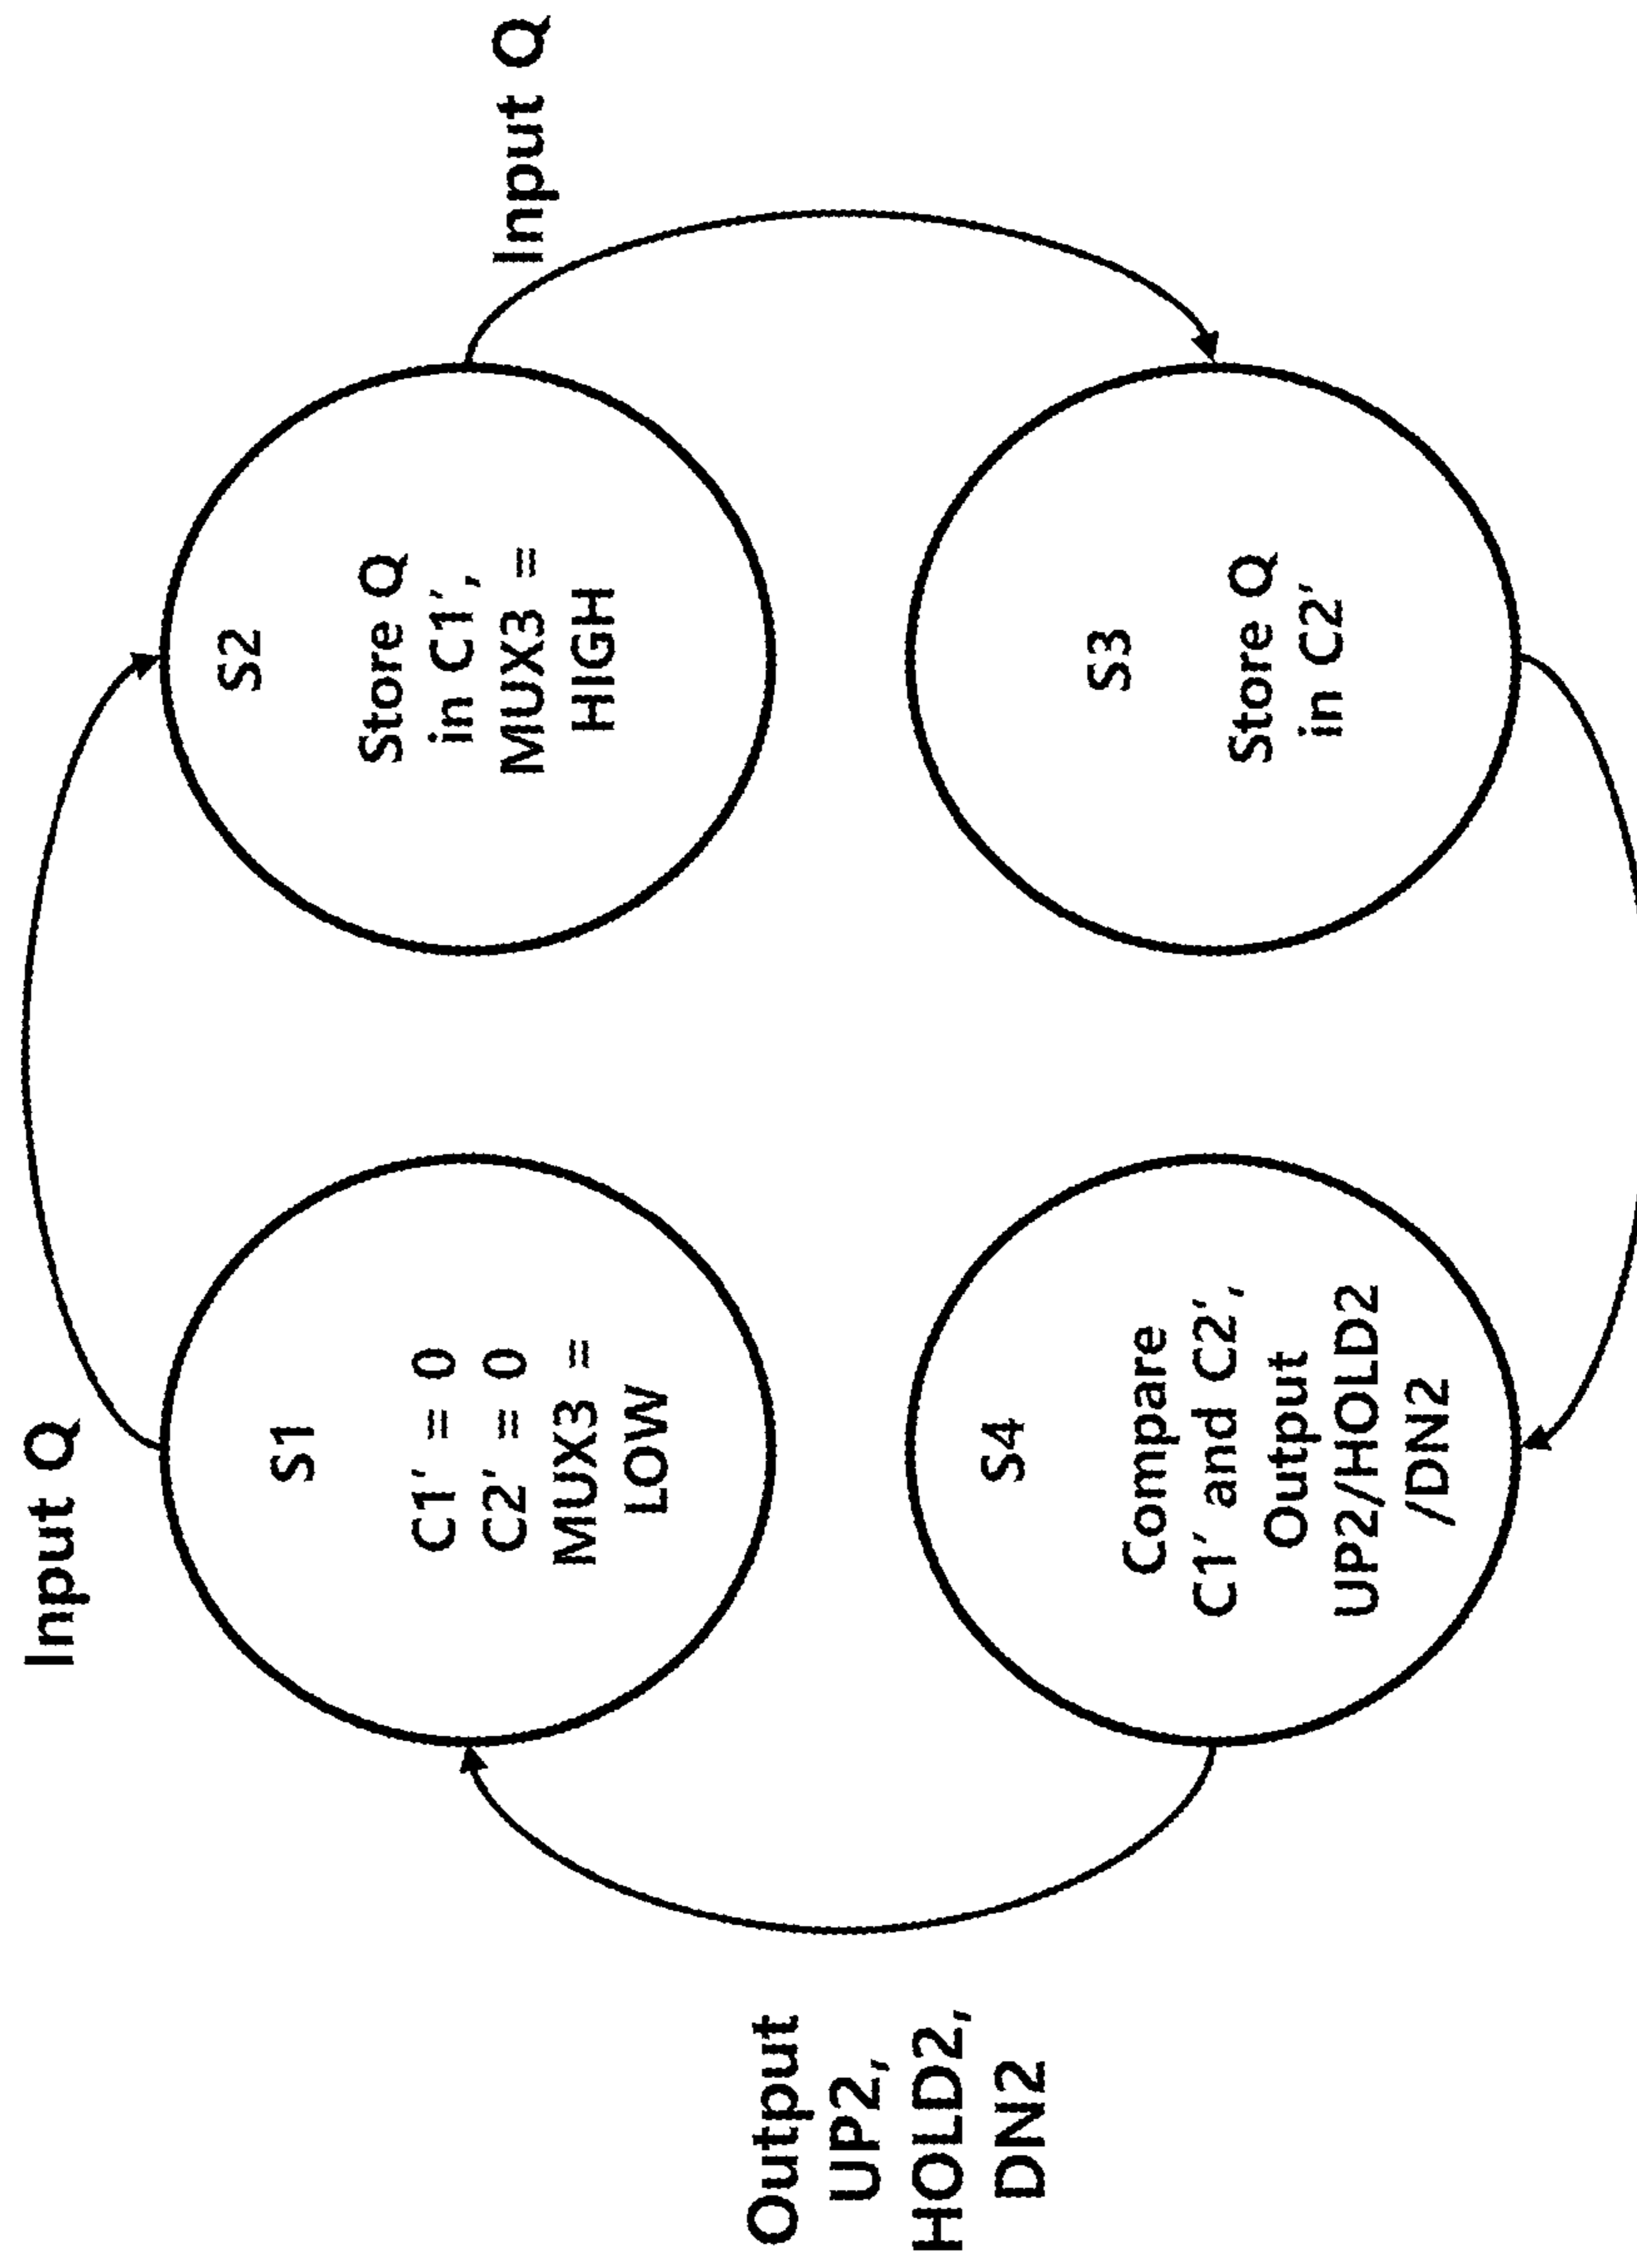 Input Q
S1
C1' = 0
C2' = 0
MUX3 =
LOW
S2
Store Q
in C1',
MUX3 =
HIGH
Input Q
Output
UP2,
HOLD2,
DN2
S4
Compare
C1' and C2',
Output
UP2/HOLD2
/DN2
S3
Store Q
in C2'